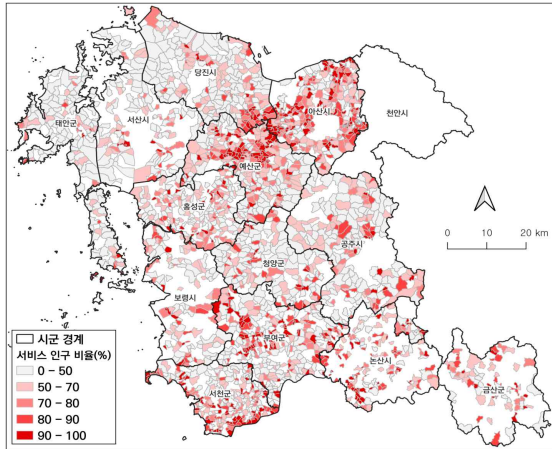 당진시
아산시
천안시
태안군
서산시
예산군
홍성군
공주시
청양군
보령시
부여군
논산시
서천군
금산군
0 10 20 km
시군 경계
서비스 인구 비율(%)
0 – 50
50 – 70
70 – 80
80 – 90
90 – 100